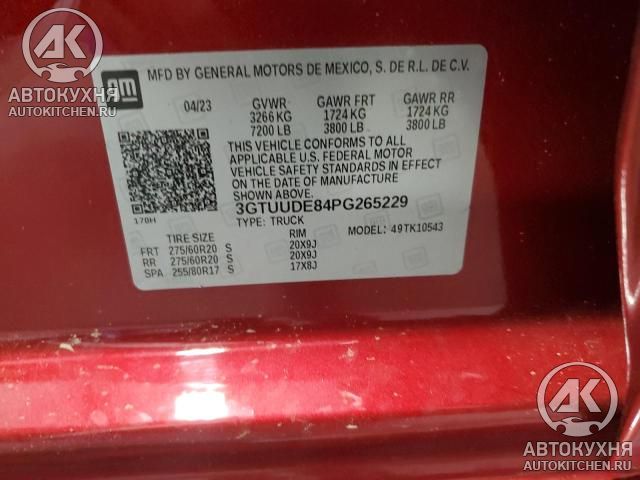 AK
АВТОКУХНЯ
AUTOKITCHEN.RU
GM
MFD BY GENERAL MOTORS DE MEXICO, S. DE R.L. DE C.V.
04/23 GVWR GAWR FRT GAWR RR
3266 KG 1724 KG 1724 KG
7200 LB 3800 LB 3800 LB
THIS VEHICLE CONFORMS TO ALL
APPLICABLE U.S. FEDERAL MOTOR
VEHICLE SAFETY STANDARDS IN EFFECT
ON THE DATE OF MANUFACTURE
SHOWN ABOVE.
170H
3GTUUDE84PG265229
TYPE: TRUCK MODEL: 49TK10543
TIRE SIZE RIM
FRT 275/60R20 S 20X9J
RR 275/60R20 S 20X9J
SPA 255/80R17 S 17X8J
AK
АВТОКУХНЯ
AUTOKITCHEN.RU